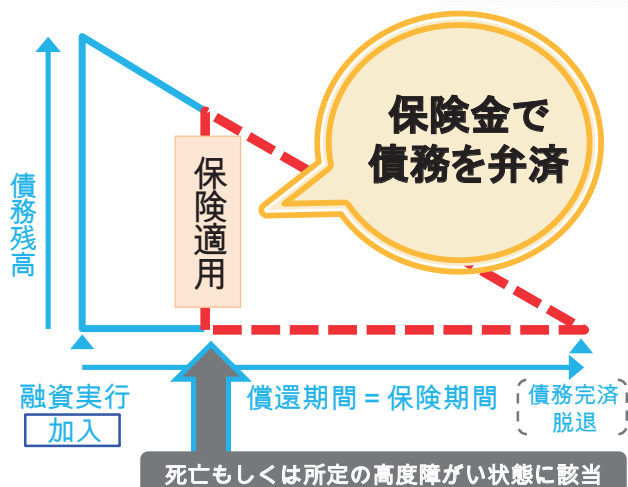 保険金で
債務を弁済
債務残高
保険適用
融資実行
加入
償還期間＝保険期間
債務完済
脱退
死亡もしくは所定の高度障がい状態に該当